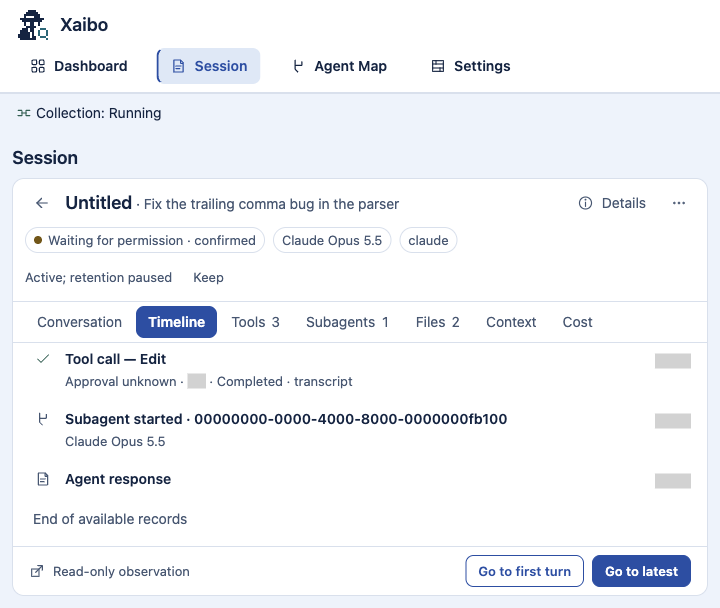 Xaibo
Dashboard Session Agent Map Settings
Collection: Running
Session
Untitled · Fix the trailing comma bug in the parser Details
Waiting for permission · confirmed Claude Opus 5.5 claude
Active; retention paused Keep
Conversation Timeline Tools 3 Subagents 1 Files 2 Context Cost
Tool call — Edit
Approval unknown · · Completed · transcript
Subagent started · 00000000-0000-4000-8000-0000000fb100
Claude Opus 5.5
Agent response
End of available records
Read-only observation Go to first turn Go to latest